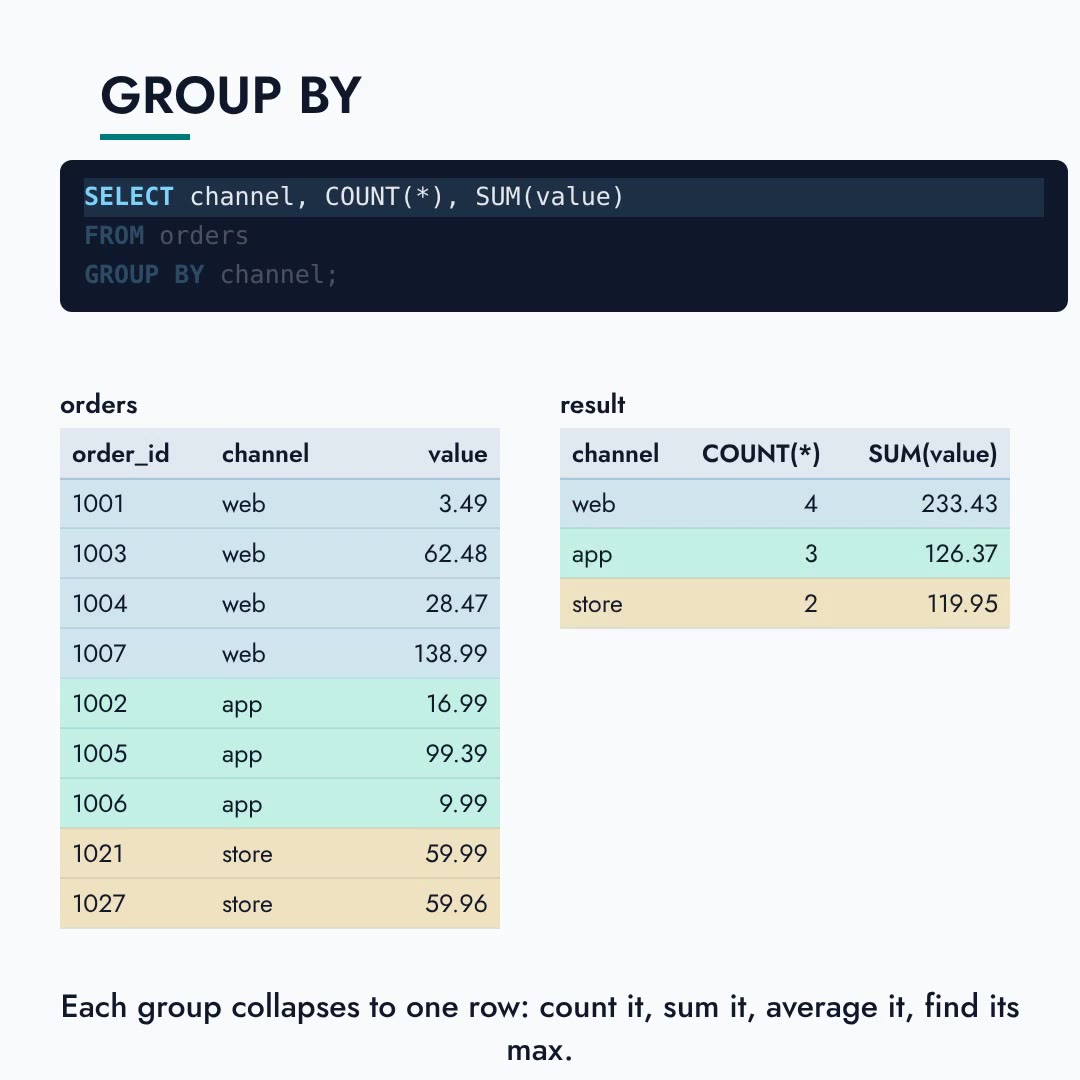 GROUP BY
SELECT channel, COUNT(*), SUM(value)
FROM orders
GROUP BY channel;
orders
order_id channel value
1001 web 3.49
1003 web 62.48
1004 web 28.47
1007 web 138.99
1002 app 16.99
1005 app 99.39
1006 app 9.99
1021 store 59.99
1027 store 59.96
result
channel COUNT(*) SUM(value)
web 4 233.43
app 3 126.37
store 2 119.95
Each group collapses to one row: count it, sum it, average it, find its
max.